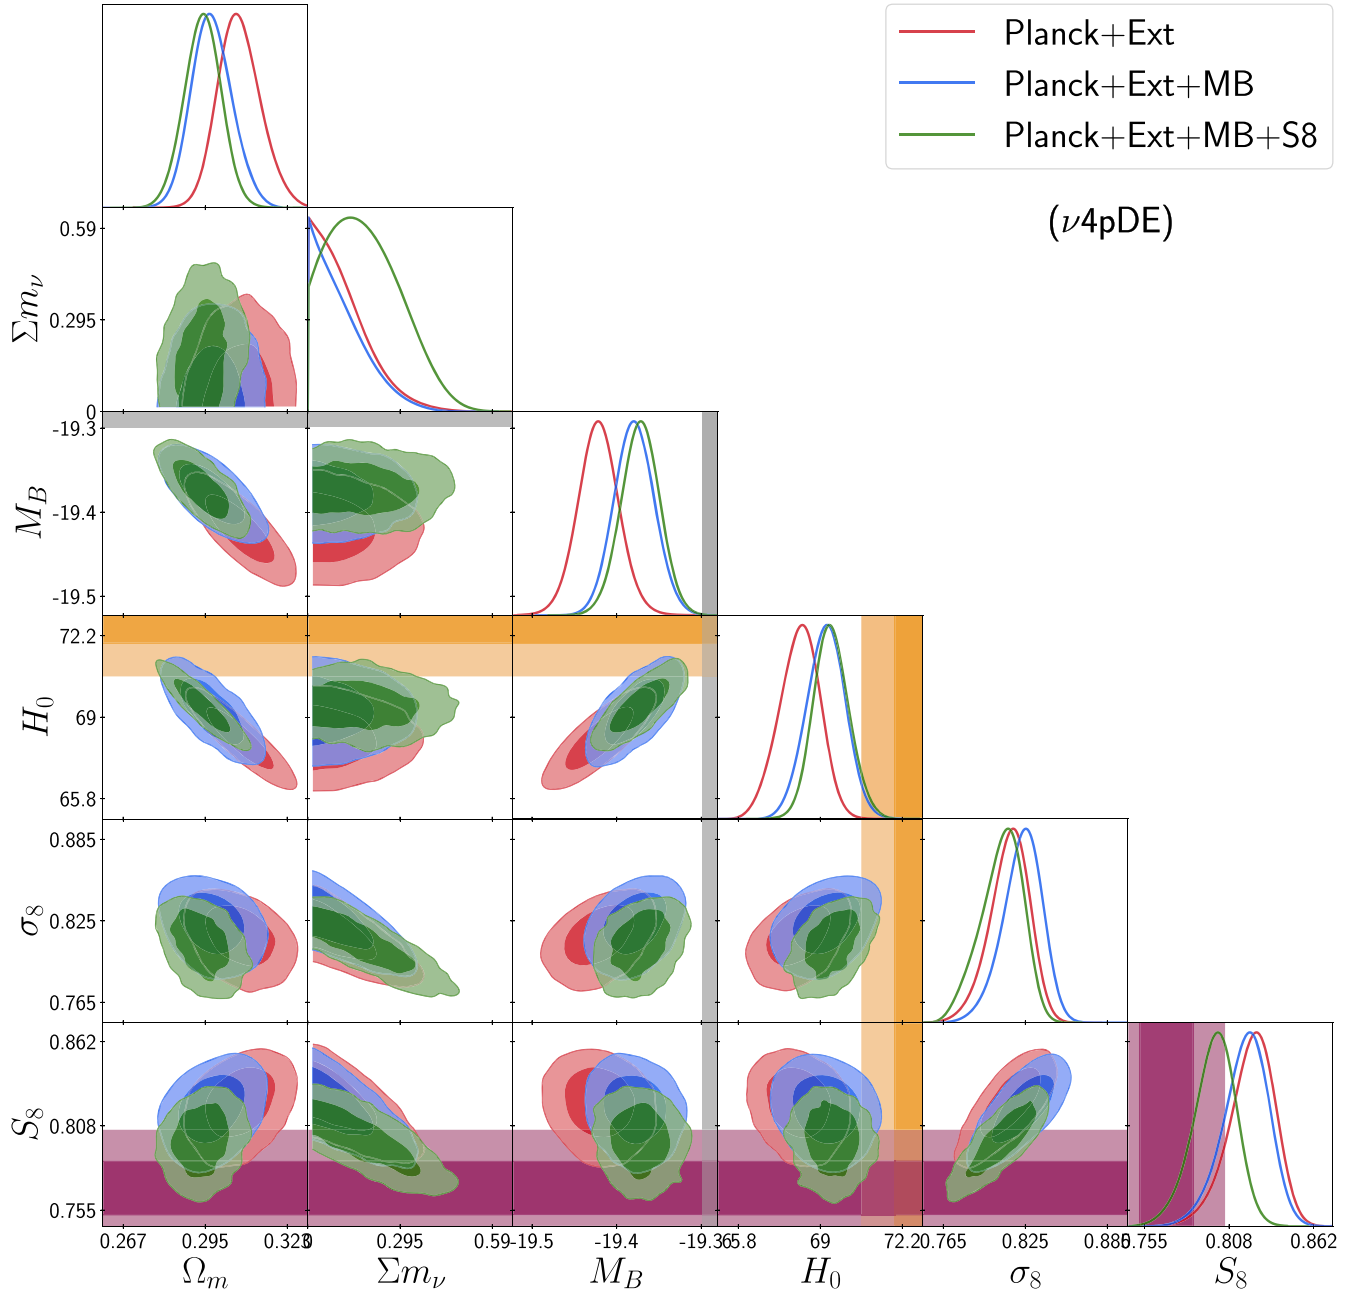 Planck+Ext
Planck+Ext+MB
Planck+Ext+MB+S8
(ν4pDE)
0.59
0.295
0
Σmν
-19.3
-19.4
-19.5
M_B
72.2
69
65.8
H₀
0.885
0.825
0.765
σ₈
0.862
0.808
0.755
S₈
0.267 0.295 0.323
0 0.295 0.59
-19.5 -19.4 -19.3
65.8 69 72.2
0.765 0.825 0.885
0.755 0.808 0.862
Ωm Σmν M_B H₀ σ₈ S₈